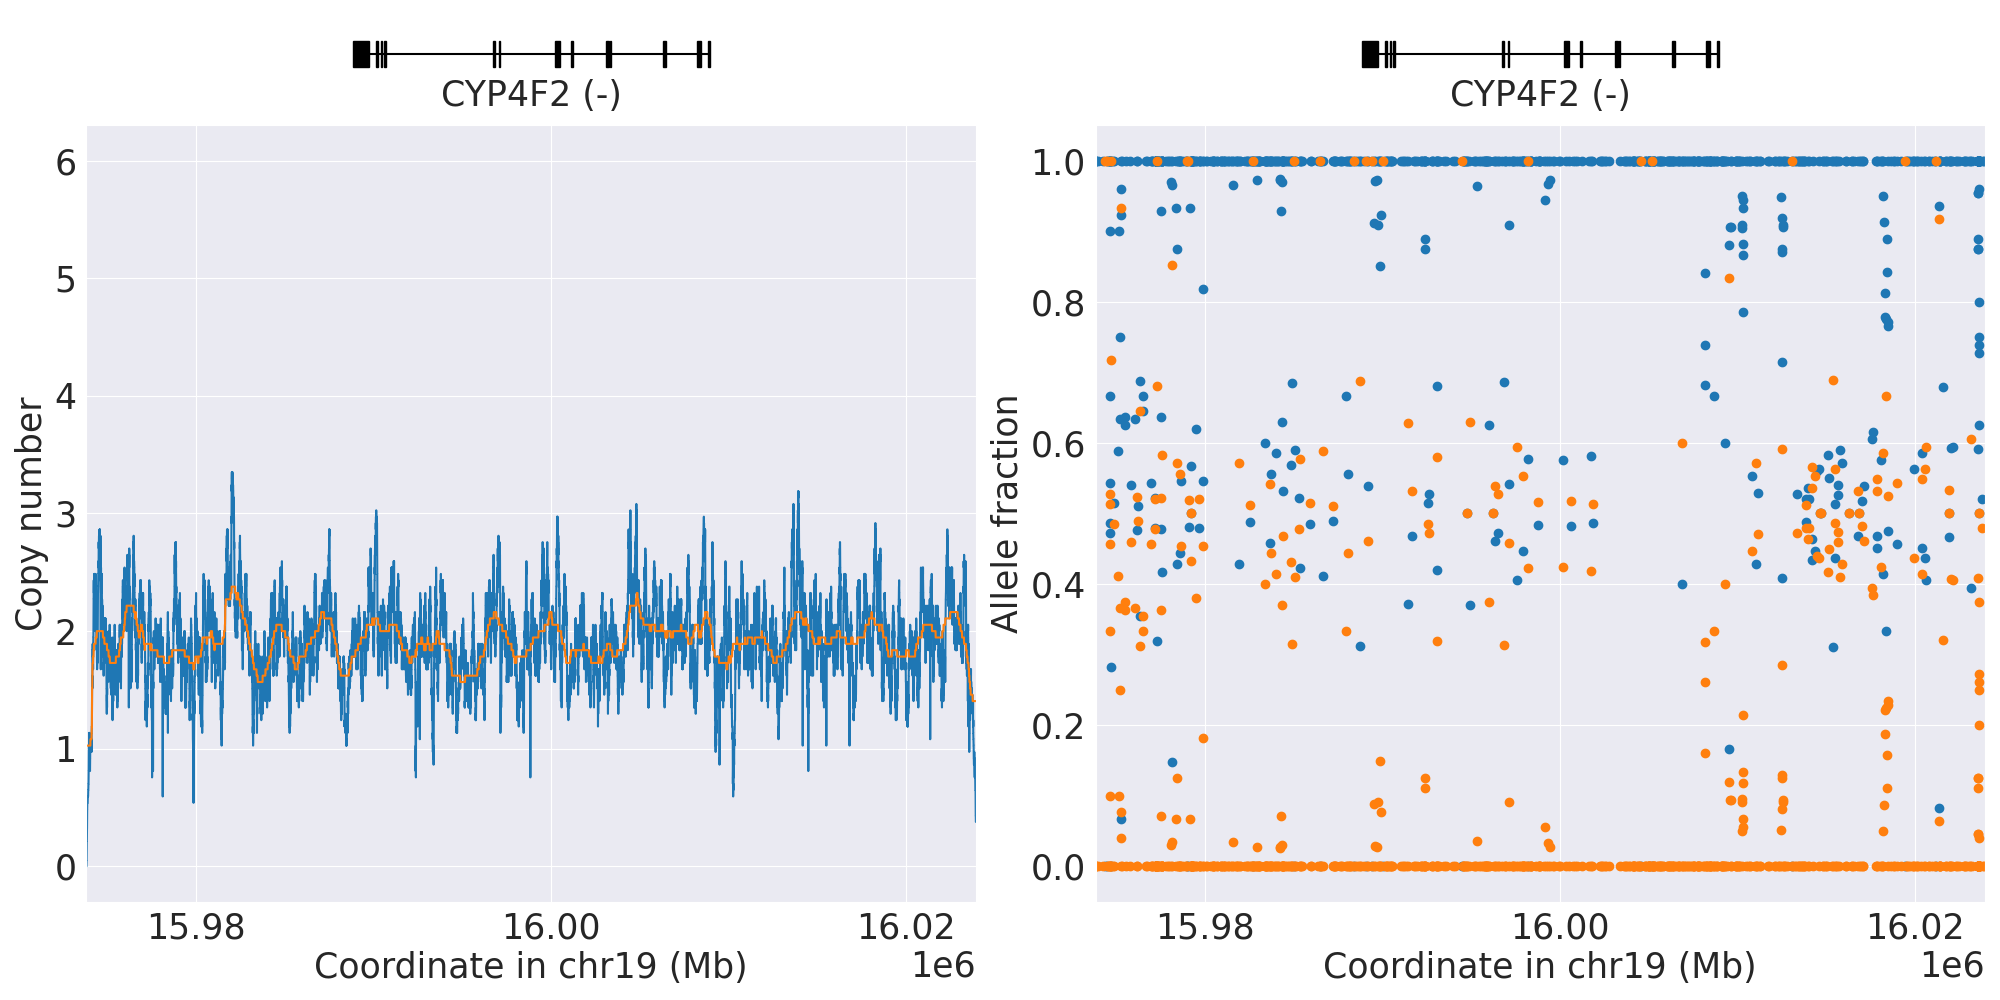 CYP4F2 (-)
6
5
4
3
2
1
0
Copy number
15.98
16.00
16.02
Coordinate in chr19 (Mb)
1e6
CYP4F2 (-)
1.0
0.8
0.6
0.4
0.2
0.0
Allele fraction
15.98
16.00
16.02
Coordinate in chr19 (Mb)
1e6